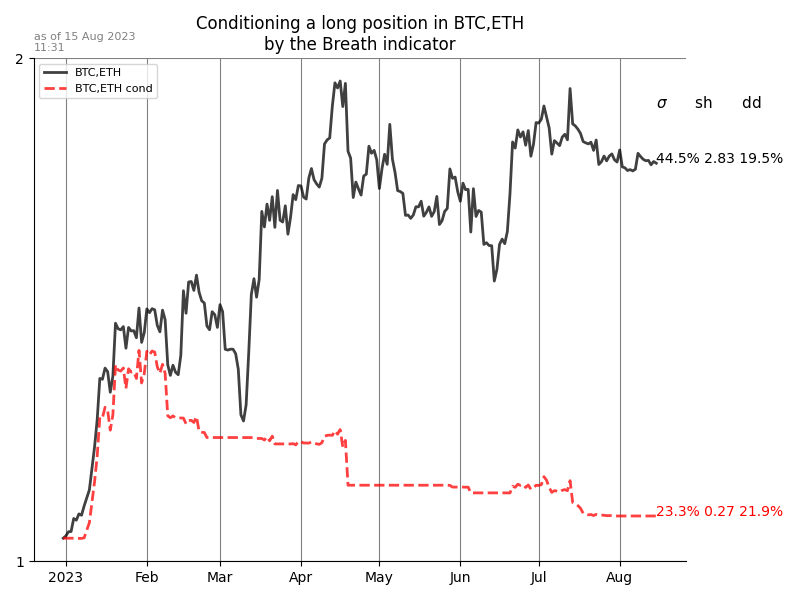 Conditioning a long position in BTC,ETH
by the Breath indicator
as of 15 Aug 2023
11:31
2
BTC,ETH
BTC,ETH cond
σ sh dd
44.5% 2.83 19.5%
23.3% 0.27 21.9%
1
2023 Feb Mar Apr May Jun Jul Aug